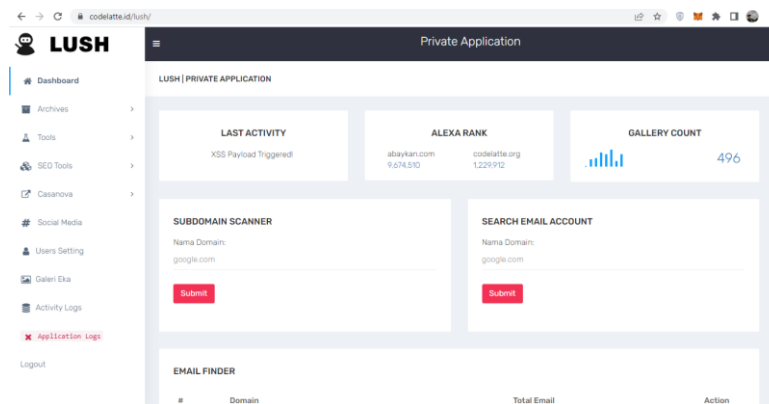 codelatte.id/lush/
LUSH
Private Application
Dashboard
LUSH | PRIVATE APPLICATION
Archives
Tools
SEO Tools
Casanova
Social Media
Users Setting
Galeri Eka
Activity Logs
Application Logs
Logout
LAST ACTIVITY
XSS Payload Triggered!
ALEXA RANK
abaykan.com codelatte.org
9,674,510 1,229,912
GALLERY COUNT
496
SUBDOMAIN SCANNER
Nama Domain:
google.com
Submit
SEARCH EMAIL ACCOUNT
Nama Domain:
google.com
Submit
EMAIL FINDER
# Domain Total Email Action